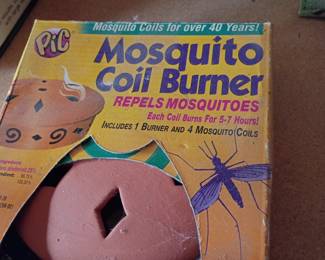 Mosquito Coils for over 40 Years!
PiC
Mosquito
Coil Burner
REPELS MOSQUITOES
Each Coil Burns For 5-7 Hours!
INCLUDES 1 BURNER AND 4 MOSQUITO COILS